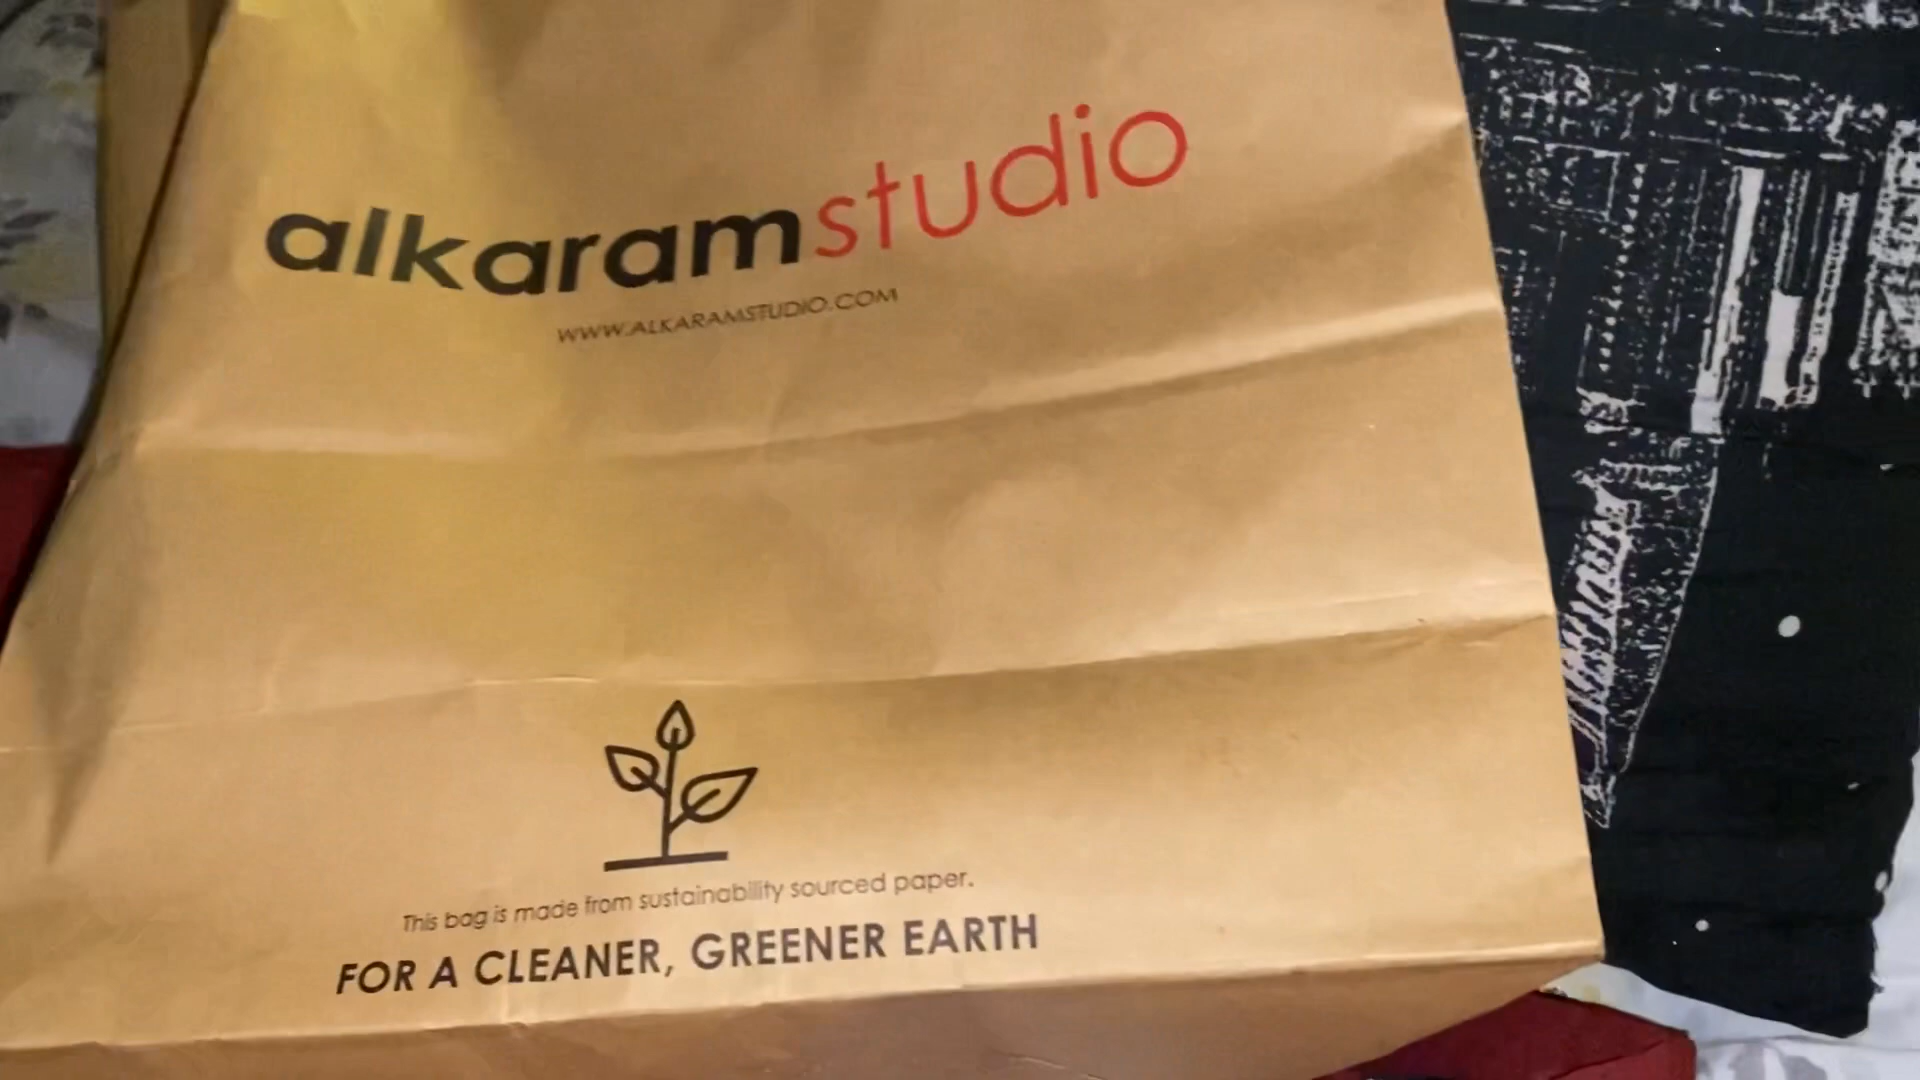 alkaramstudio
WWW.ALKARAMSTUDIO.COM
This bag is made from sustainability sourced paper.
FOR A CLEANER, GREENER EARTH